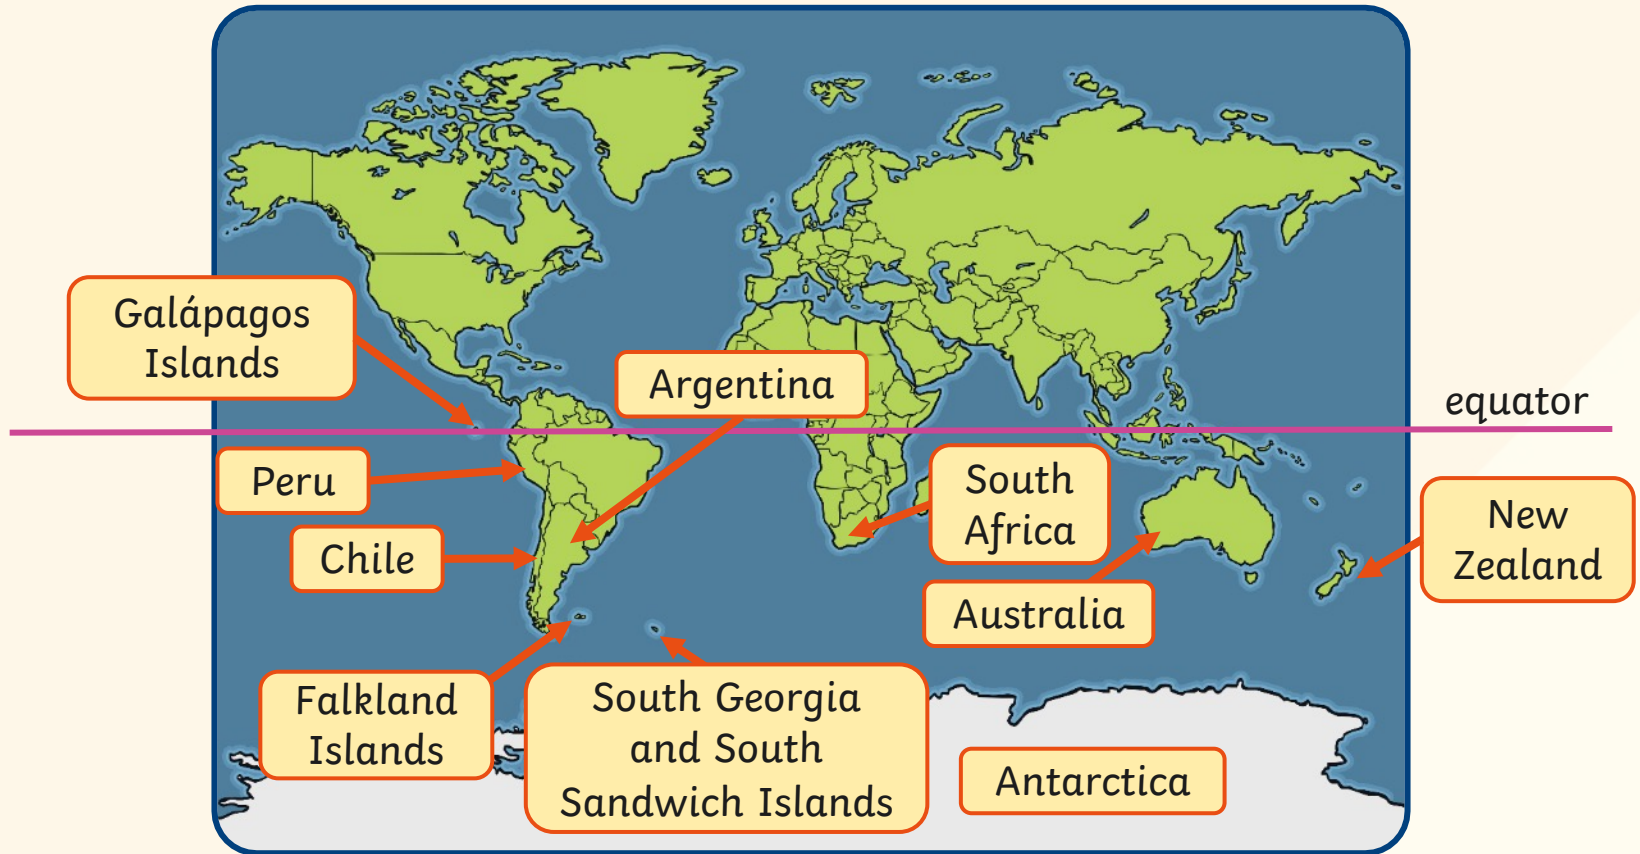 Galápagos
Islands
Argentina
equator
Peru
South
Africa
New
Zealand
Chile
Australia
Falkland
Islands
South Georgia
and South
Sandwich Islands
Antarctica